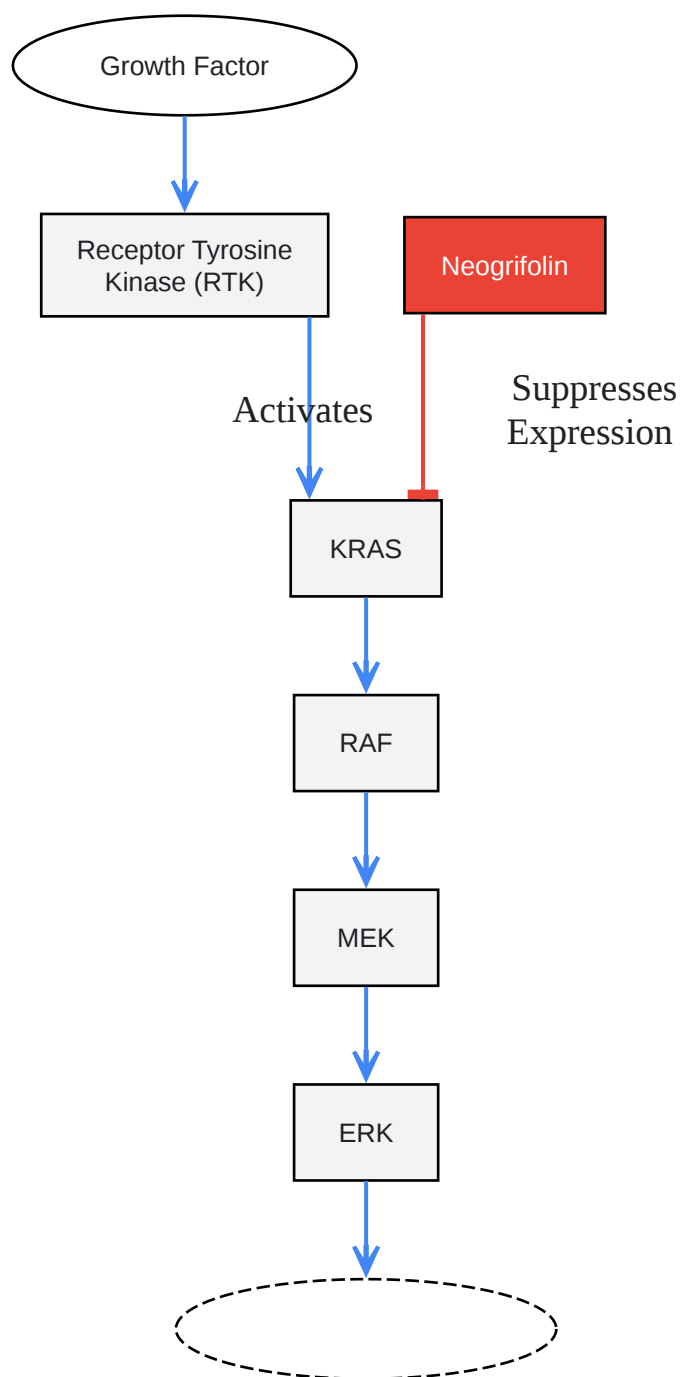 Growth Factor
Receptor Tyrosine
Kinase (RTK)
Neogrifolin
Activates
Suppresses
Expression
KRAS
RAF
MEK
ERK